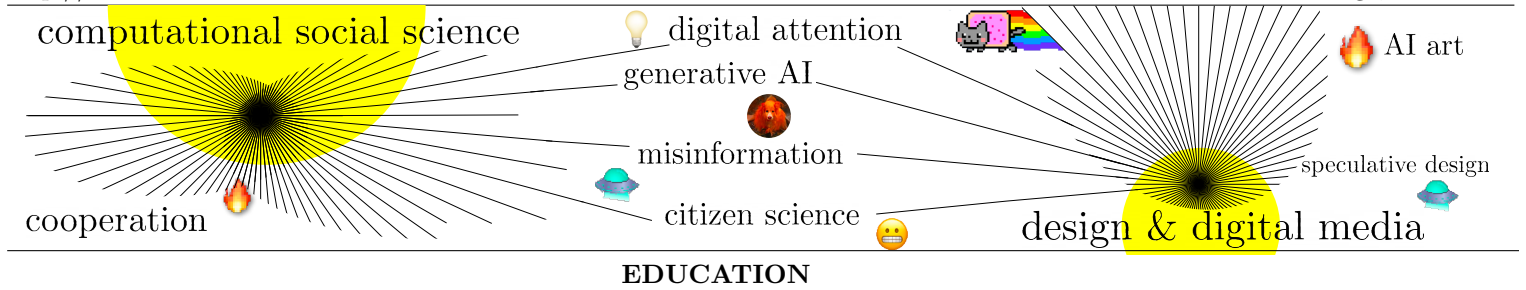 computational social science
digital attention
AI art
generative AI
misinformation
speculative design
citizen science
cooperation
design & digital media
EDUCATION